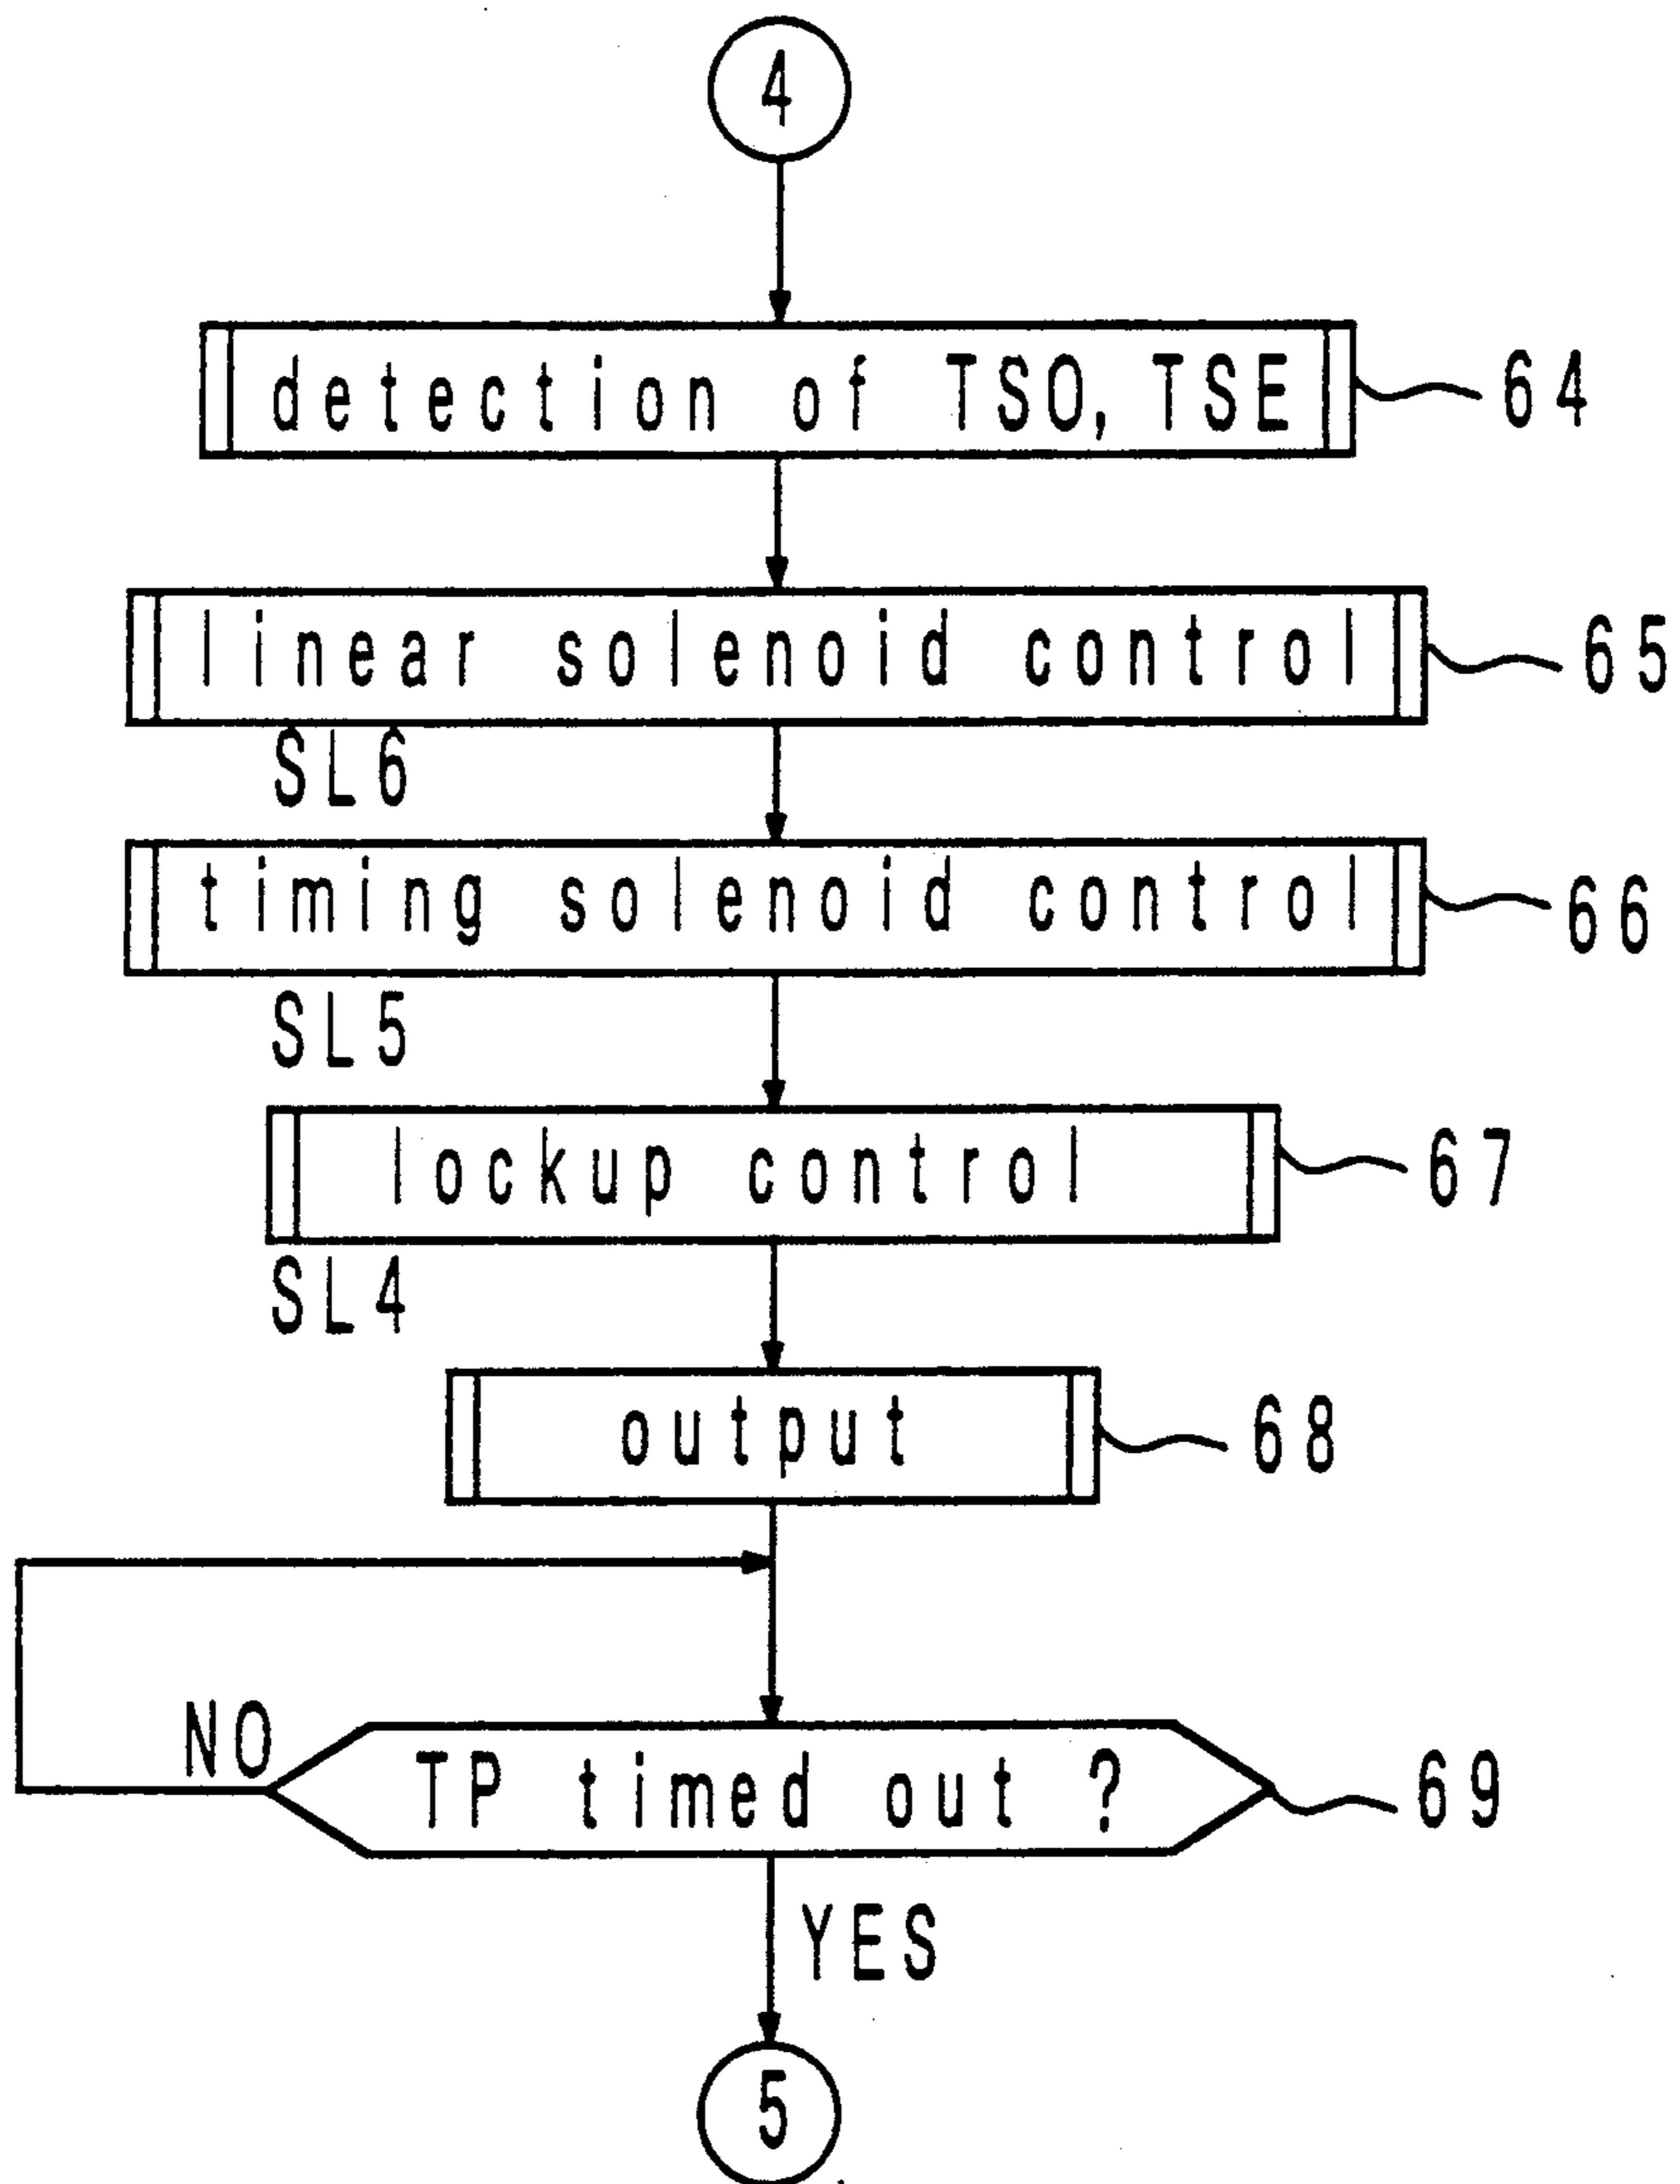 4
detection of TSO, TSE 64
linear solenoid control 65
SL6
timing solenoid control 66
SL5
lockup control 67
SL4
output 68
NO
TP timed out ? 69
YES
5